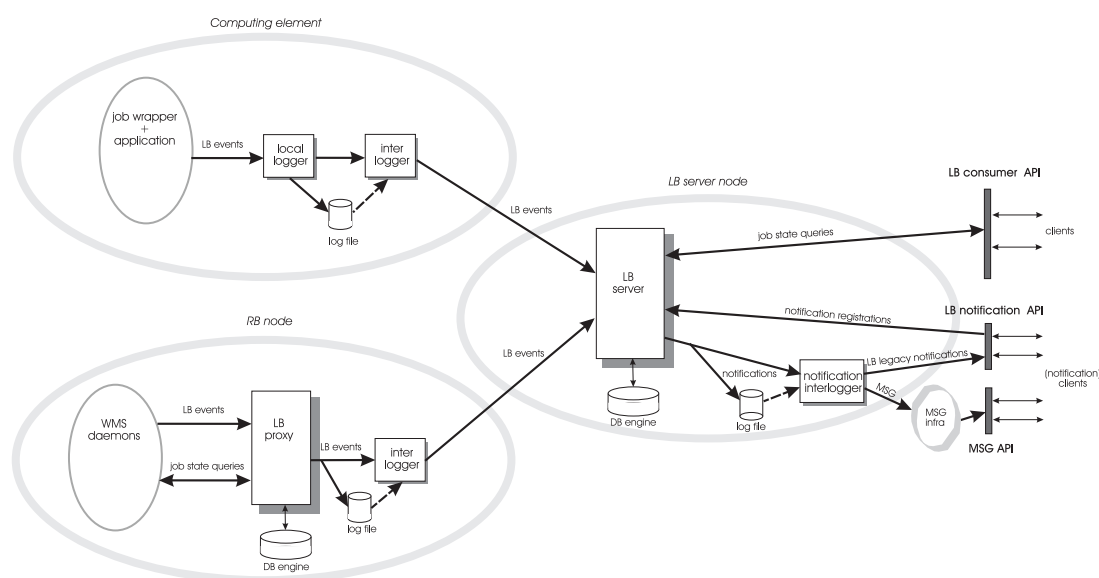 Computing element
job wrapper
+
application
LB events
local
logger
inter
logger
log file
LB events
LB server node
LB
server
DB engine
job state queries
LB consumer API
clients
notification registrations
LB notification API
notifications
log file
notification
interlogger
LB legacy notifications
MSG
MSG
infra
(notification)
clients
MSG API
RB node
WMS
daemons
LB events
job state queries
LB
proxy
DB engine
LB events
log file
inter
logger
LB events